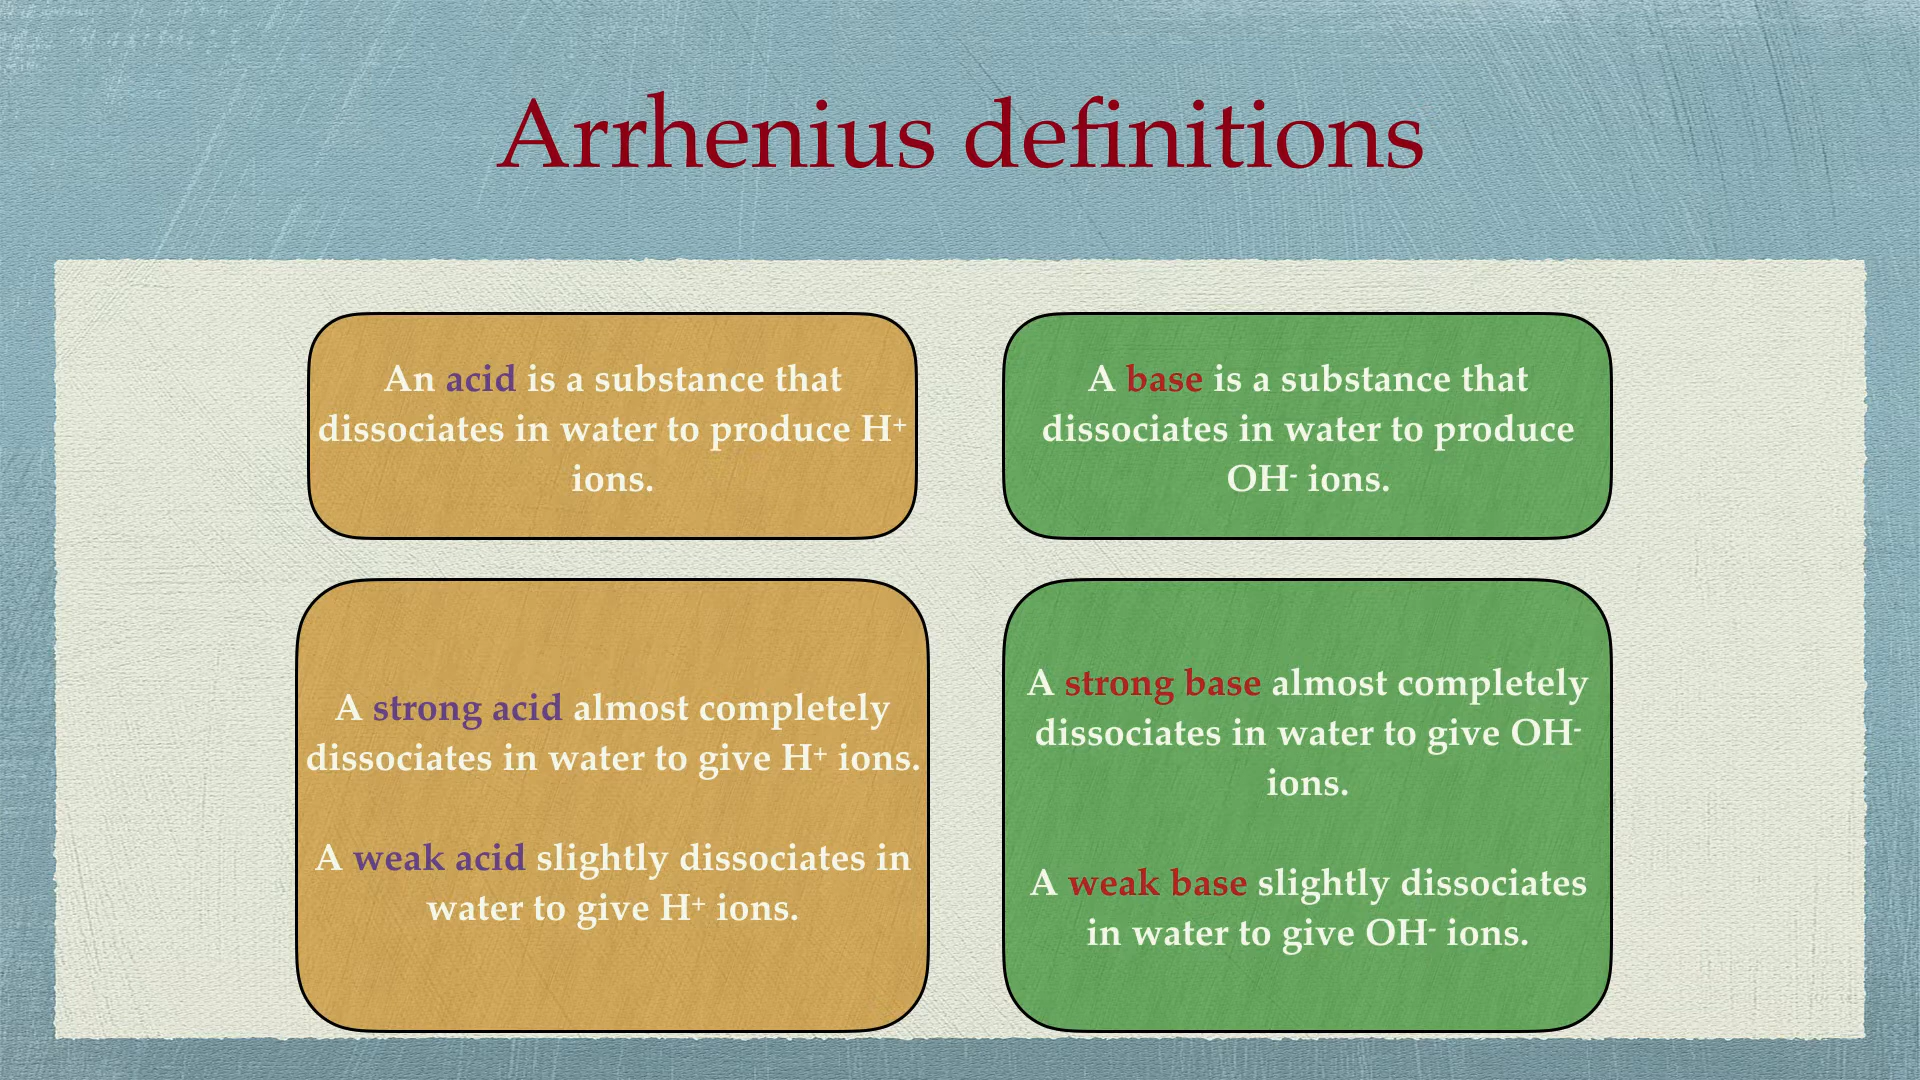 Arrhenius definitions
An acid is a substance that
dissociates in water to produce H⁺
ions.
A base is a substance that
dissociates in water to produce
OH⁻ ions.
A strong acid almost completely
dissociates in water to give H⁺ ions.
A weak acid slightly dissociates in
water to give H⁺ ions.
A strong base almost completely
dissociates in water to give OH⁻
ions.
A weak base slightly dissociates
in water to give OH⁻ ions.